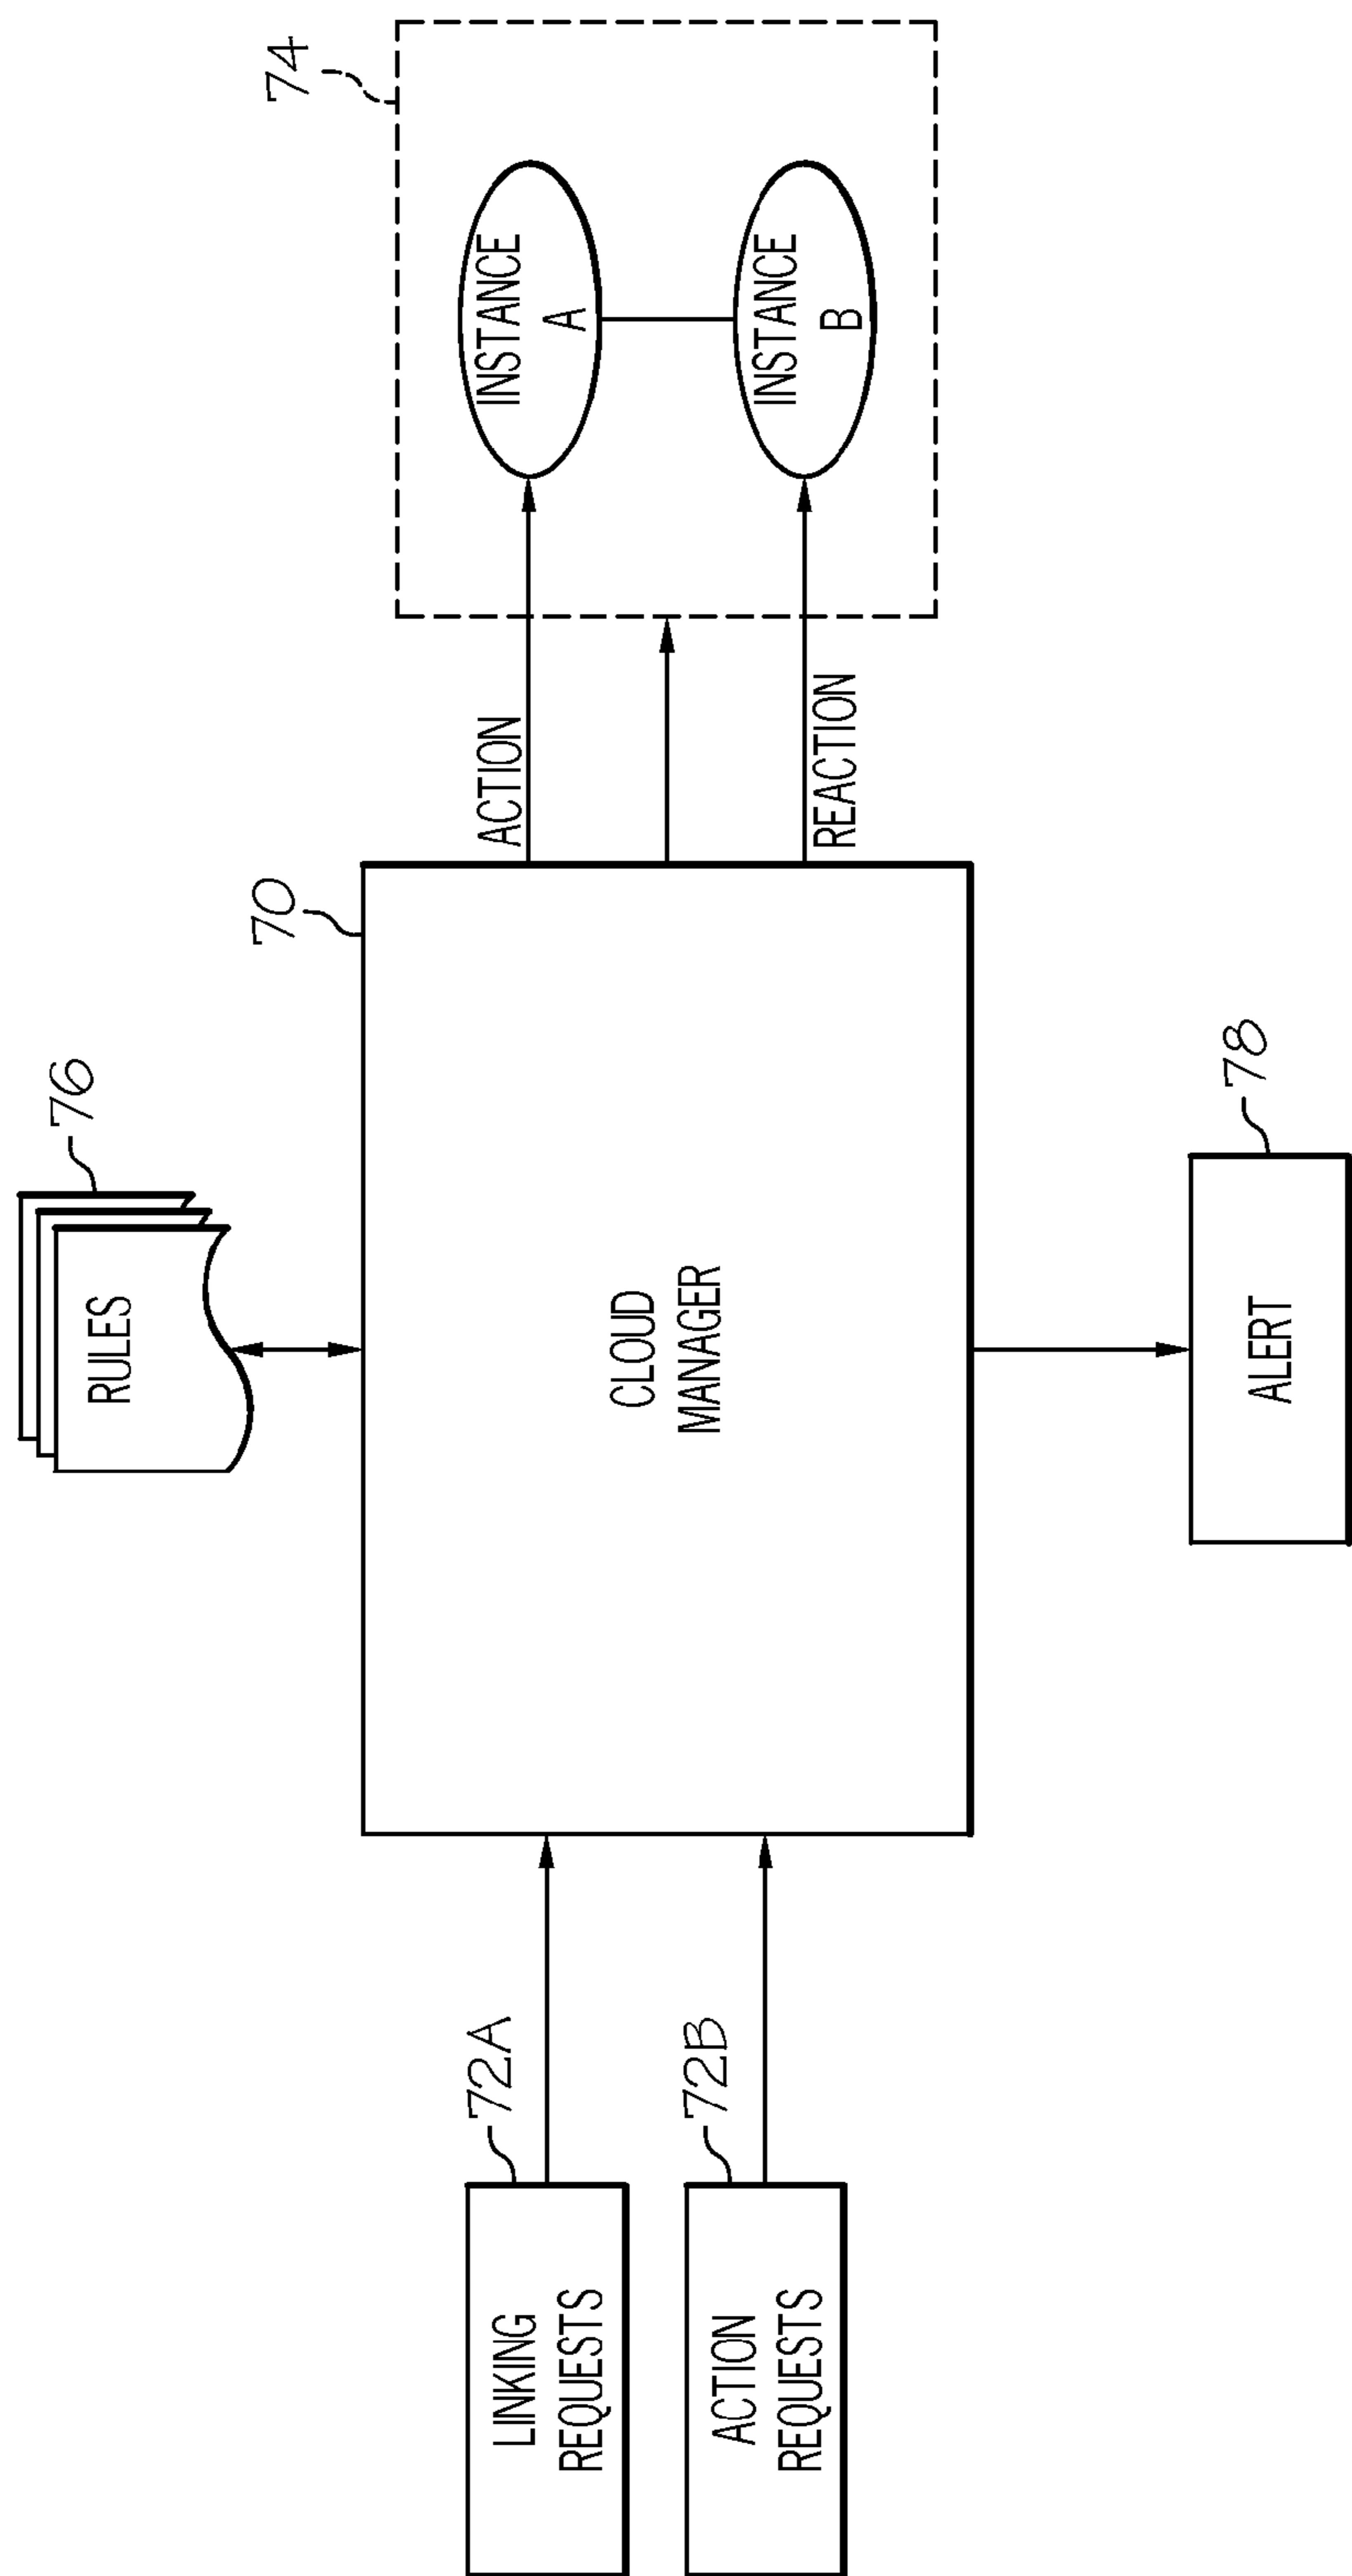 76
RULES
70
74
LINKING
REQUESTS
72A
ACTION
REQUESTS
72B
CLOUD
MANAGER
ACTION
REACTION
INSTANCE
A
INSTANCE
B
ALERT
78